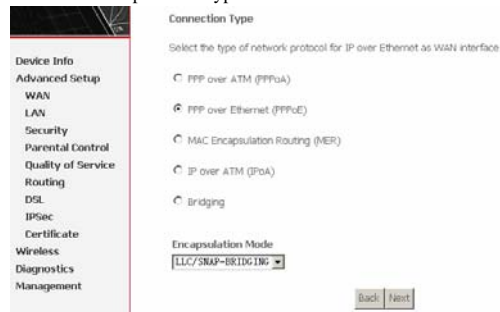 Connection Type
Select the type of network protocol for IP over Ethernet as WAN interface
Device Info
Advanced Setup
WAN
LAN
Security
Parental Control
Quality of Service
Routing
DSL
IPSec
Certificate
Wireless
Diagnostics
Management
PPP over ATM (PPPoA)
PPP over Ethernet (PPPoE)
MAC Encapsulation Routing (MER)
IP over ATM (IPoA)
Bridging
Encapsulation Mode
LLC/SNAP-BRIDGING
Back Next